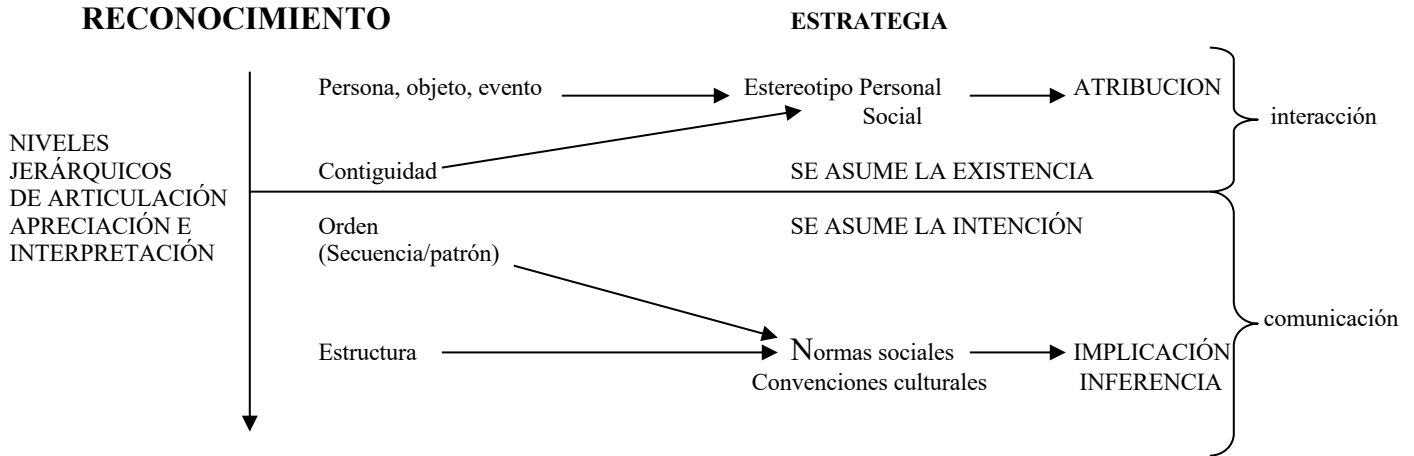 RECONOCIMIENTO
ESTRATEGIA
Persona, objeto, evento
Estereotipo Personal
Social
ATRIBUCION
interacción
NIVELES
JERÁRQUICOS
DE ARTICULACIÓN
APRECIACIÓN E
INTERPRETACIÓN
Contiguidad
SE ASUME LA EXISTENCIA
Orden
(Secuencia/patrón)
SE ASUME LA INTENCIÓN
comunicación
Estructura
Normas sociales
Convenciones culturales
IMPLICACIÓN
INFERENCIA